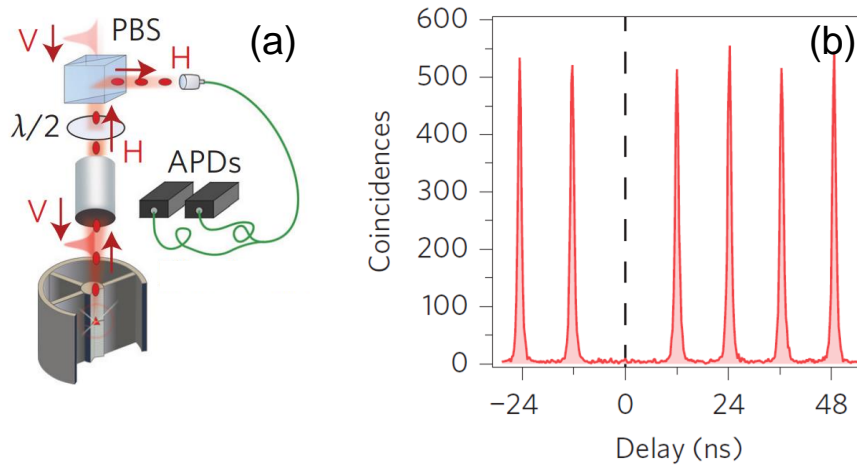 V PBS (a)
H
λ/2
H
APDs
V
(b)
600
500
400
300
200
100
0
Coincidences
−24 0 24 48
Delay (ns)